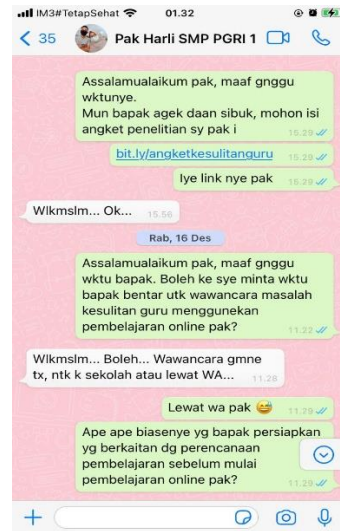 IM3#TetapSehat 01.32
35 Pak Harli SMP PGRI 1
Assalamualaikum pak, maaf gnggu
wktunye.
Mun bapak agek daan sibuk, mohon isi
angket penelitian sy pak i
15.29
bit.ly/angketkesulitanguru 15.29
Iye link nye pak 15.29
Wlkmslm... Ok... 15.56
Rab, 16 Des
Assalamualaikum pak, maaf gnggu
wktu bapak. Boleh ke sye minta wktu
bapak bentar utk wawancara masalah
kesulitan guru menggunekan
pembelajaran online pak? 11.22
Wlkmslm... Boleh... Wawancara gmne
tx, ntk k sekolah atau lewat WA... 11.28
Lewat wa pak 😅 11.29
Ape ape biasenye yg bapak persiapkan
yg berkaitan dg perencanaan
pembelajaran sebelum mulai
pembelajaran online pak? 11.29